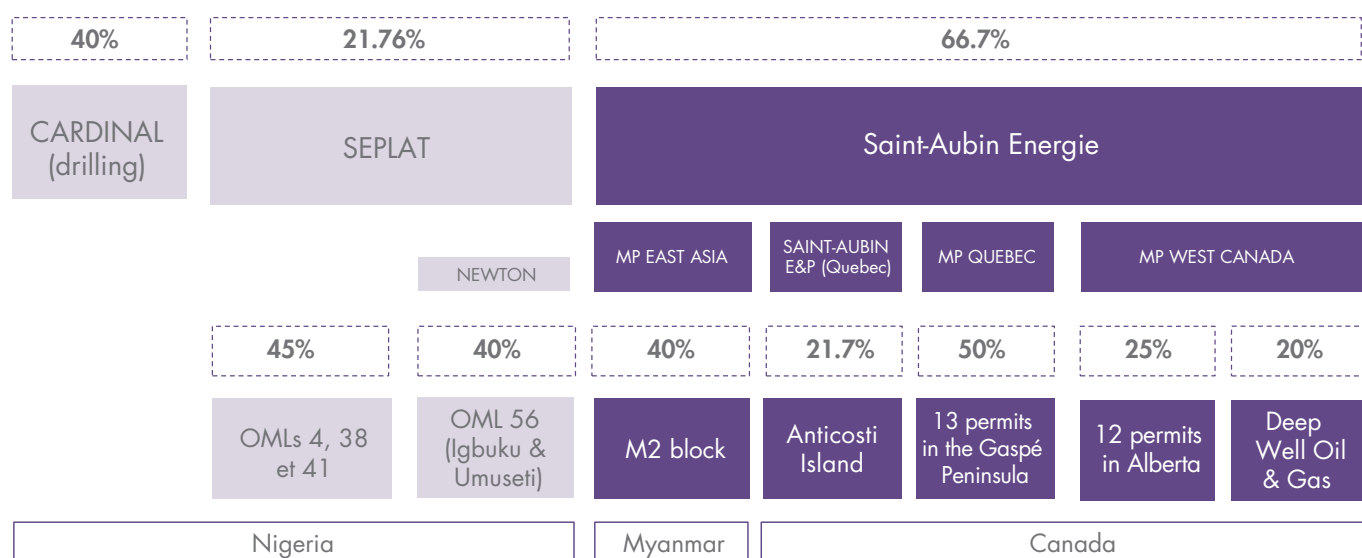 40%
21.76%
66.7%
CARDINAL
(drilling)
SEPLAT
Saint-Aubin Energie
NEWTON
MP EAST ASIA
SAINT-AUBIN
E&P (Quebec)
MP QUEBEC
MP WEST CANADA
45%
40%
40%
21.7%
50%
25%
20%
OMLs 4, 38
et 41
OML 56
(Igbuku &
Umuseti)
M2 block
Anticosti
Island
13 permits
in the Gaspé
Peninsula
12 permits
in Alberta
Deep
Well Oil
& Gas
Nigeria
Myanmar
Canada